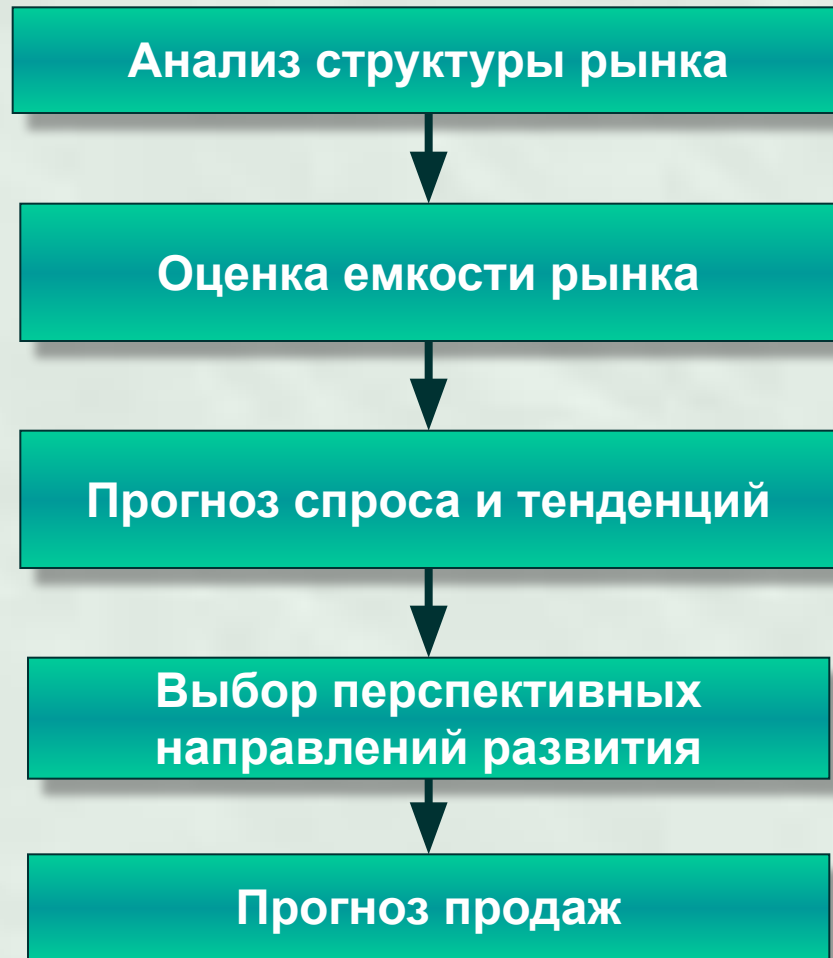 Анализ структуры рынка
Оценка емкости рынка
Прогноз спроса и тенденций
Выбор перспективных
направлений развития
Прогноз продаж